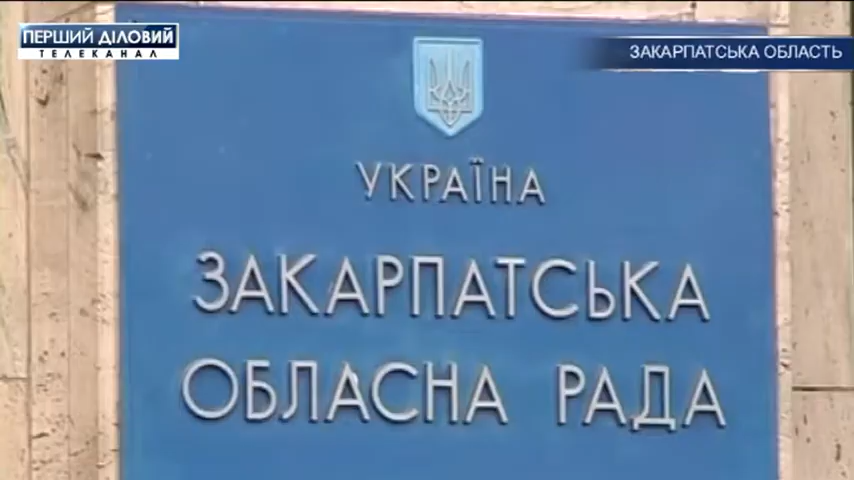 ПЕРШИЙ ДІЛОВИЙ
ТЕЛЕКАНАЛ
ЗАКАРПАТСЬКА ОБЛАСТЬ
УКРАЇНА
ЗАКАРПАТСЬКА
ОБЛАСНА РАДА